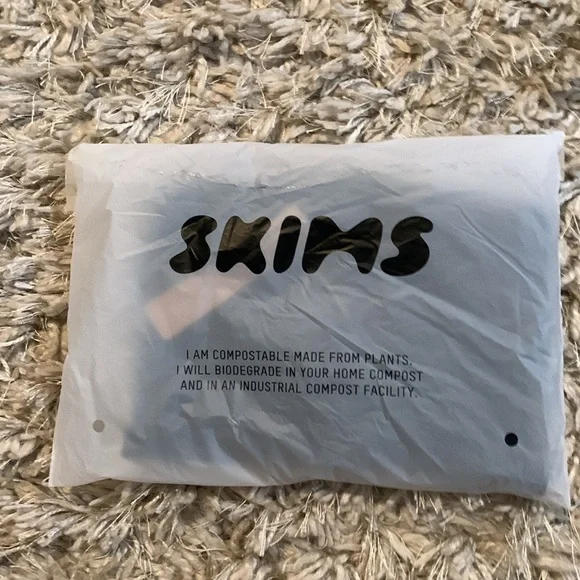 SKIMS
I AM COMPOSTABLE MADE FROM PLANTS.
I WILL BIODEGRADE IN YOUR HOME COMPOST
AND IN AN INDUSTRIAL COMPOST FACILITY.